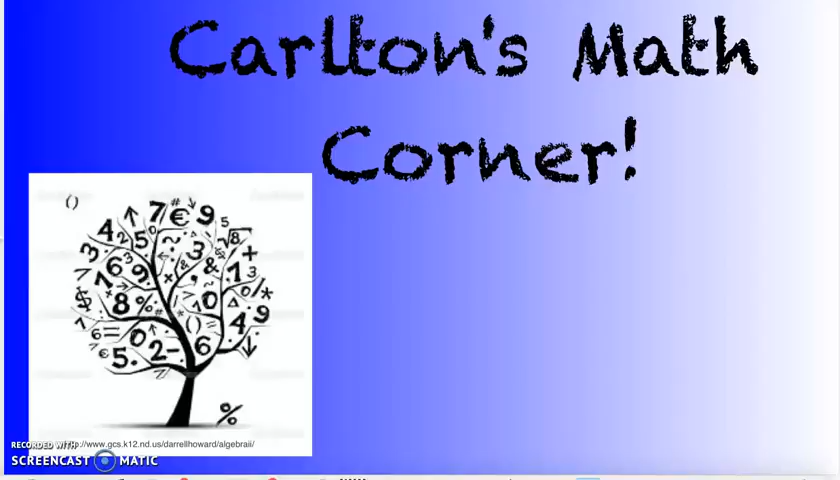 Carlton's Math
Corner!
http://www.gcs.k12.nd.us/darrellhoward/algebraii/
RECORDED WITH
SCREENCAST MATIC